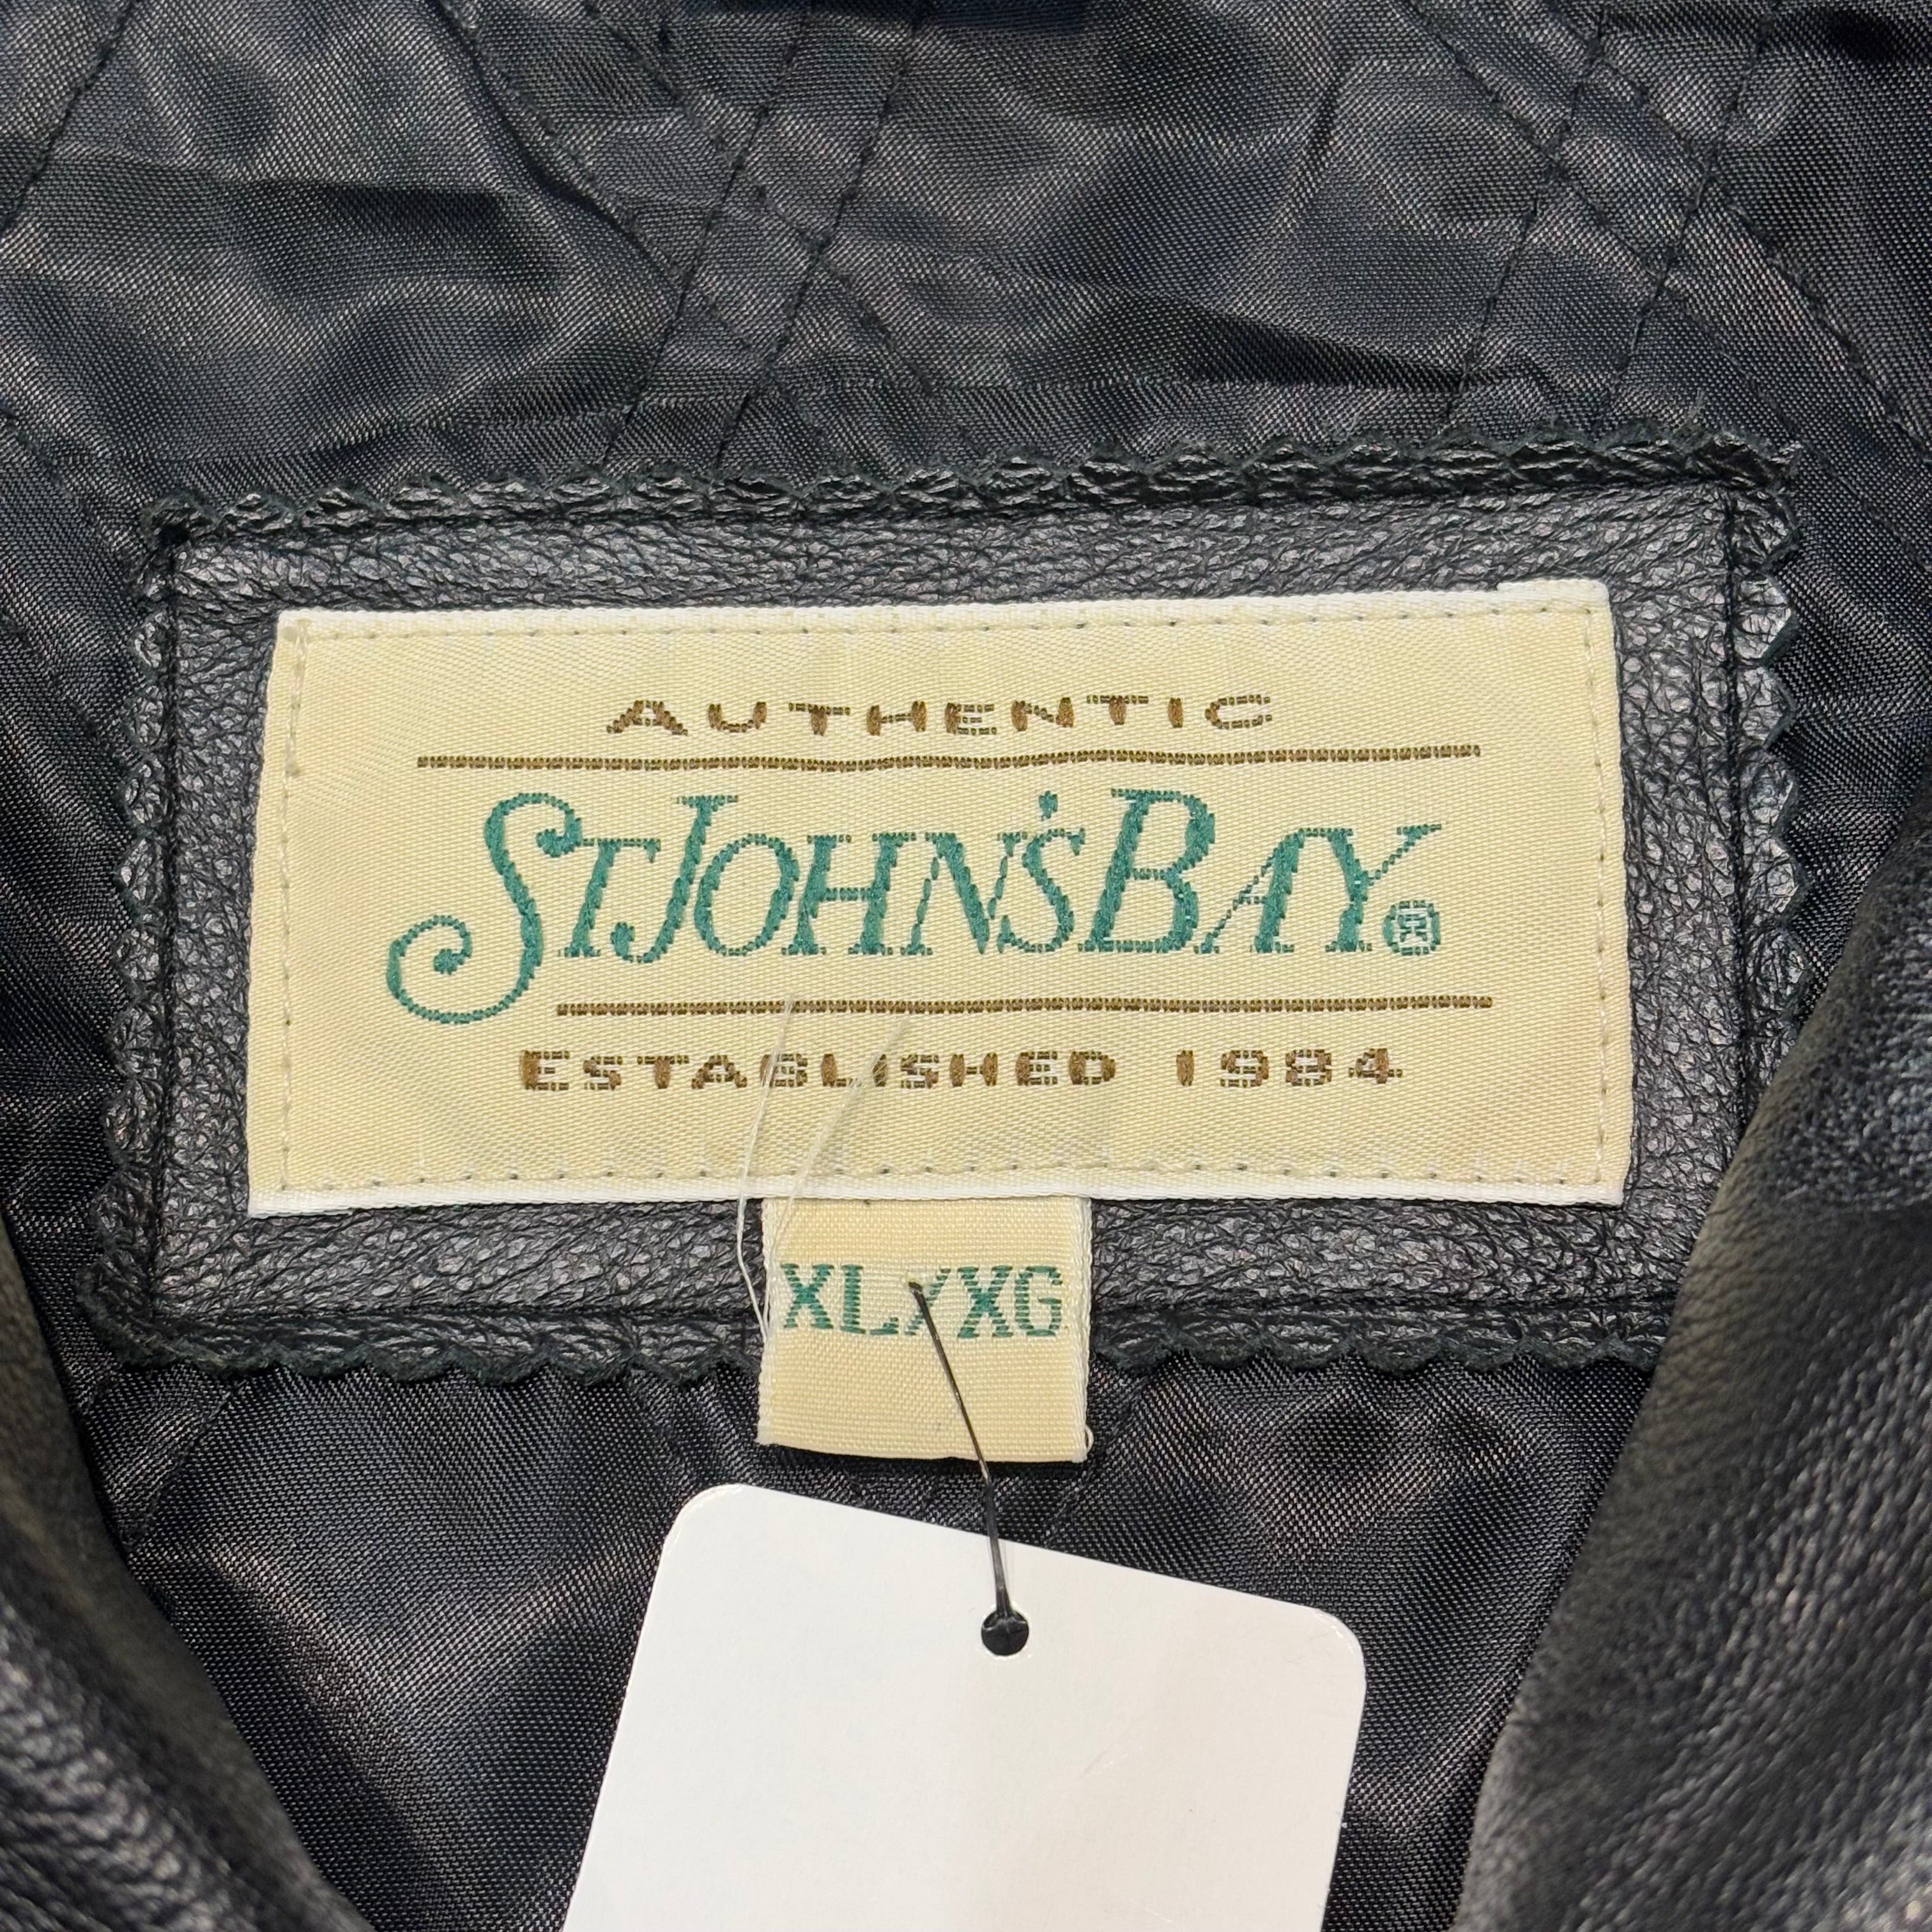 AUTHENTIC
ST JOHN'S BAY®
ESTABLISHED 1984
XL/XG